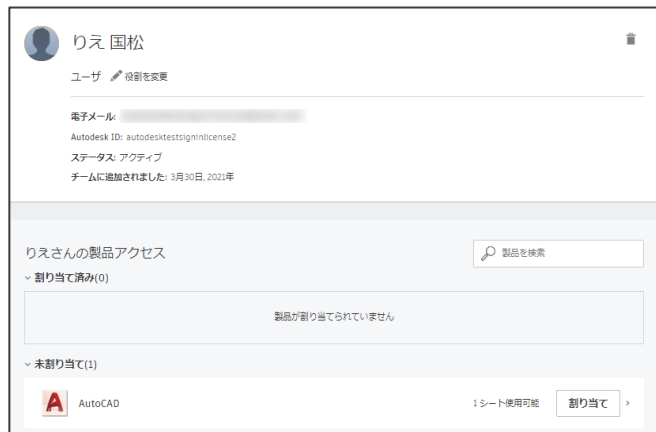 りえ 国松
ユーザ 役割を変更
電子メール:
Autodesk ID: autodesktestsigninlicense2
ステータス: アクティブ
チームに追加されました: 3月30日, 2021年
りえさんの製品アクセス
製品を検索
割り当て済み(0)
製品が割り当てられていません
未割り当て(1)
AutoCAD 1 シート使用可能 割り当て